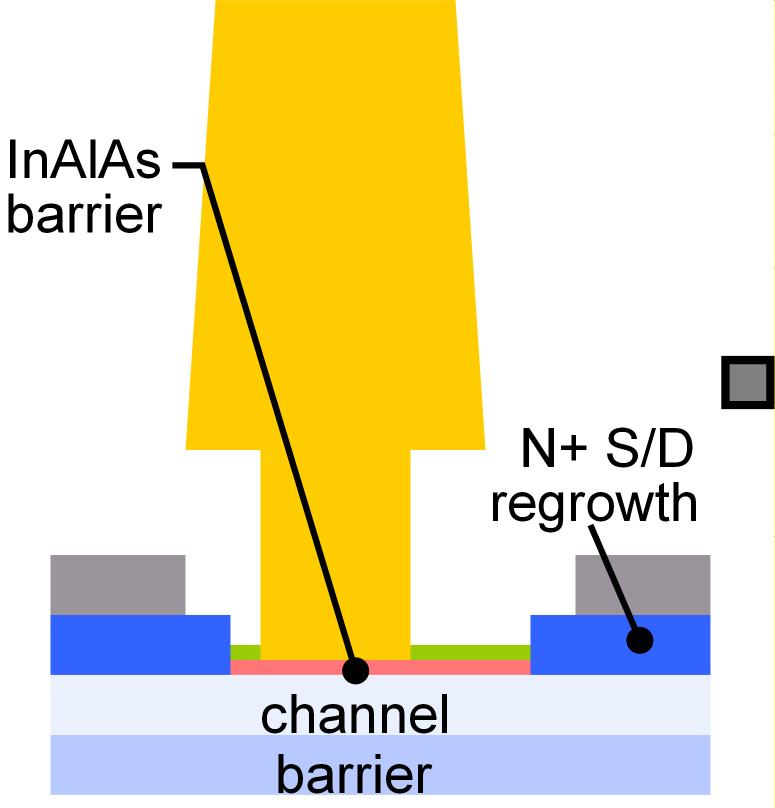 InAlAs
barrier
N+ S/D
regrowth
channel
barrier